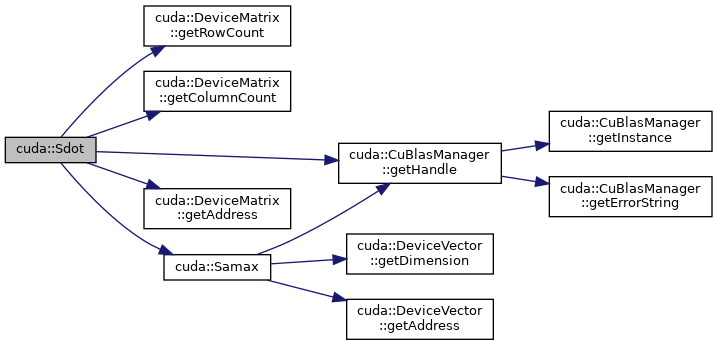 cuda::DeviceMatrix
::getRowCount
cuda::DeviceMatrix
::getColumnCount
cuda::CuBlasManager
::getInstance
cuda::Sdot
cuda::CuBlasManager
::getHandle
cuda::CuBlasManager
::getErrorString
cuda::DeviceMatrix
::getAddress
cuda::Samax
cuda::DeviceVector
::getDimension
cuda::DeviceVector
::getAddress